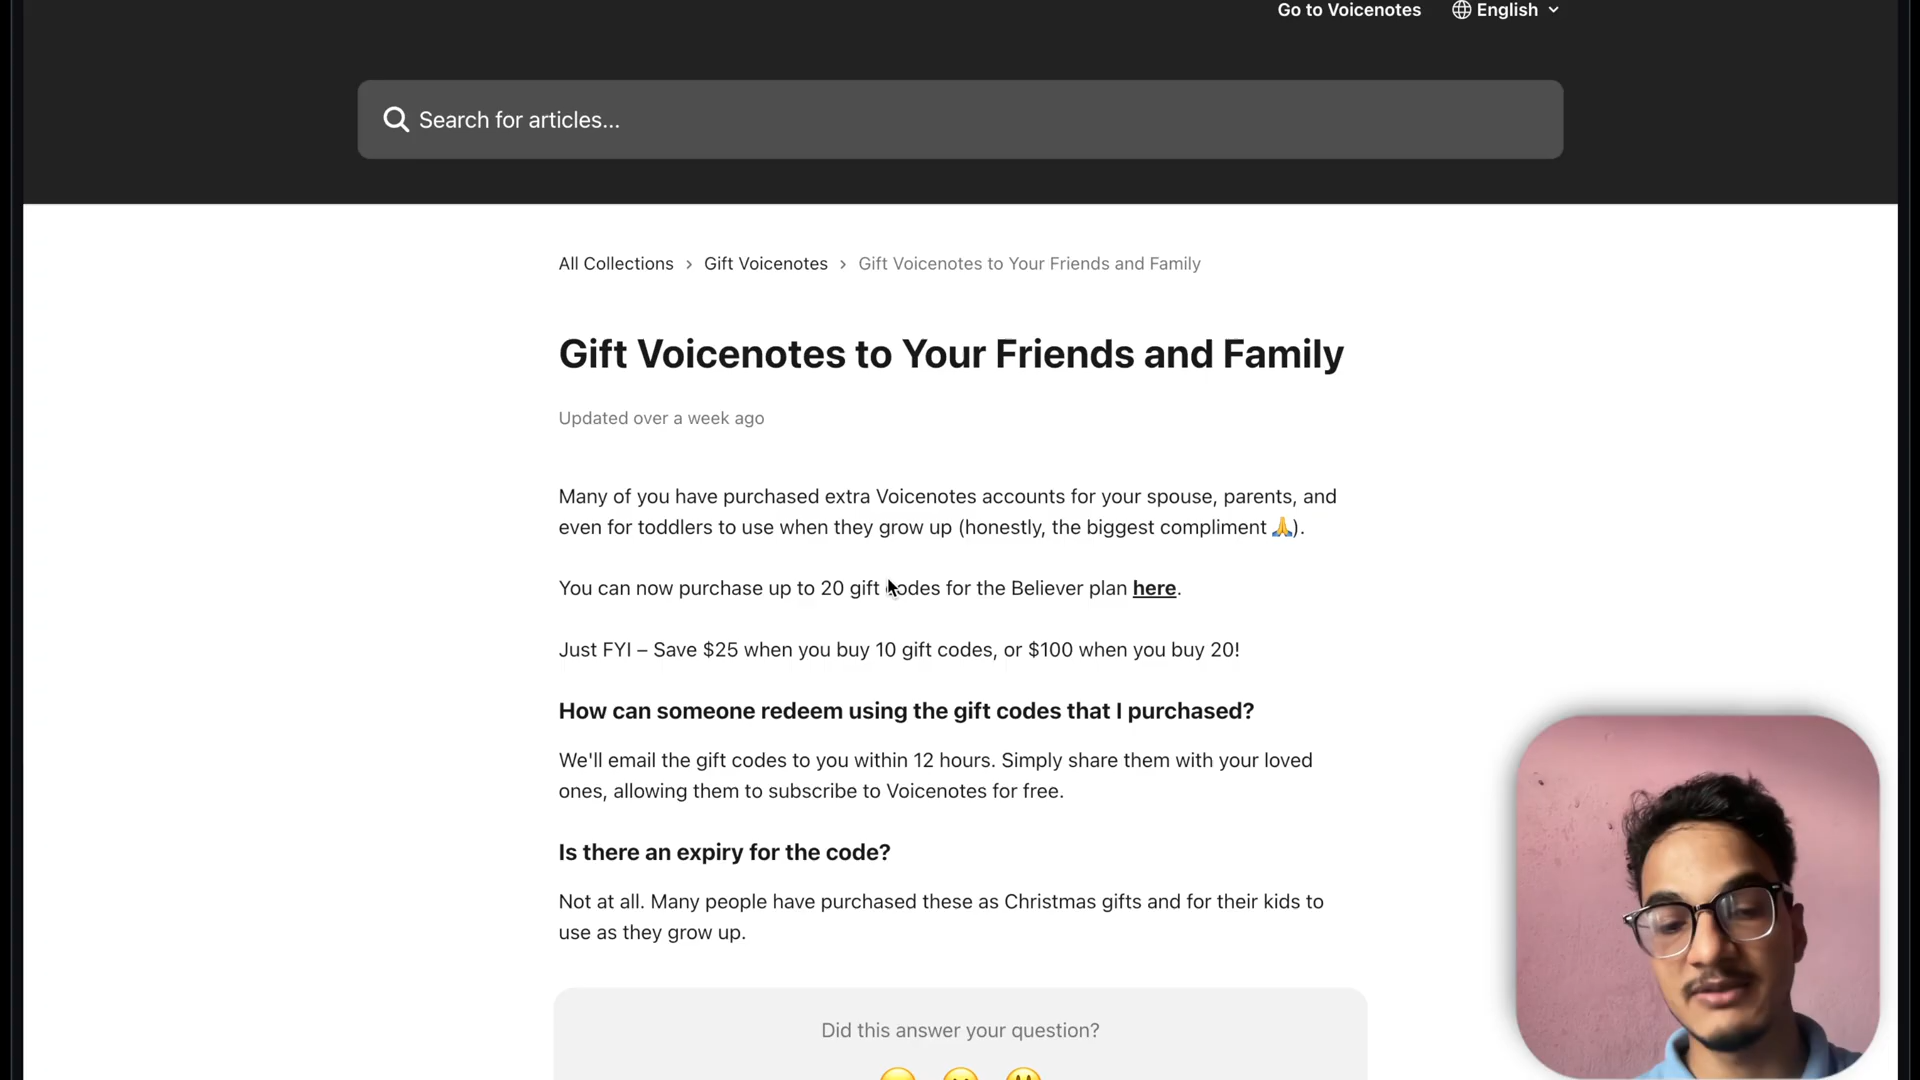 Go to Voicenotes
English
Search for articles...
All Collections > Gift Voicenotes > Gift Voicenotes to Your Friends and Family
Gift Voicenotes to Your Friends and Family
Updated over a week ago
Many of you have purchased extra Voicenotes accounts for your spouse, parents, and
even for toddlers to use when they grow up (honestly, the biggest compliment 🙏).
You can now purchase up to 20 gift codes for the Believer plan here.
Just FYI – Save $25 when you buy 10 gift codes, or $100 when you buy 20!
How can someone redeem using the gift codes that I purchased?
We'll email the gift codes to you within 12 hours. Simply share them with your loved
ones, allowing them to subscribe to Voicenotes for free.
Is there an expiry for the code?
Not at all. Many people have purchased these as Christmas gifts and for their kids to
use as they grow up.
Did this answer your question?